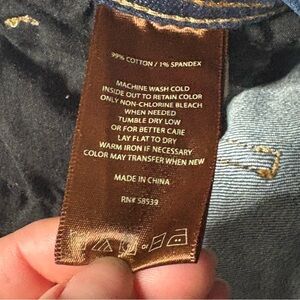 99% COTTON / 1% SPANDEX
MACHINE WASH COLD
INSIDE OUT TO RETAIN COLOR
ONLY NON-CHLORINE BLEACH
WHEN NEEDED
TUMBLE DRY LOW
OR FOR BETTER CARE
LAY FLAT TO DRY
WARM IRON IF NECESSARY
COLOR MAY TRANSFER WHEN NEW
MADE IN CHINA
RN# 58539
or